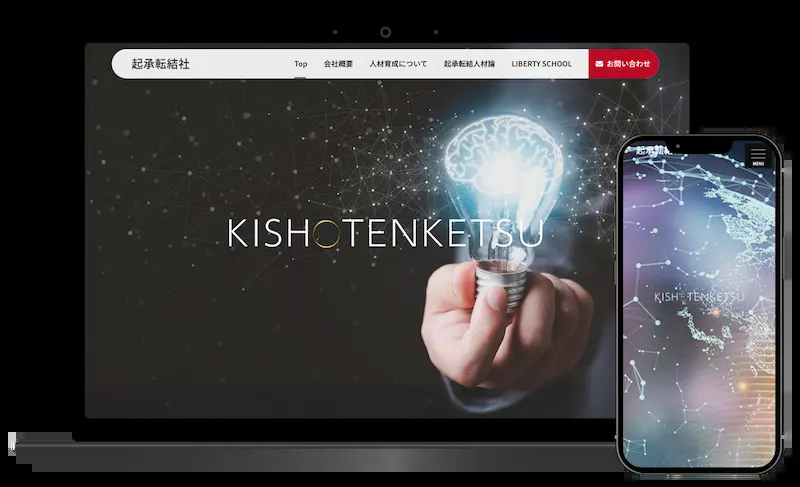 起承転結社
Top 会社概要 人材育成について 起承転結人材論 LIBERTY SCHOOL お問い合わせ
KISHOTENKETSU
起承転結
MENU
KISHOTENKETSU